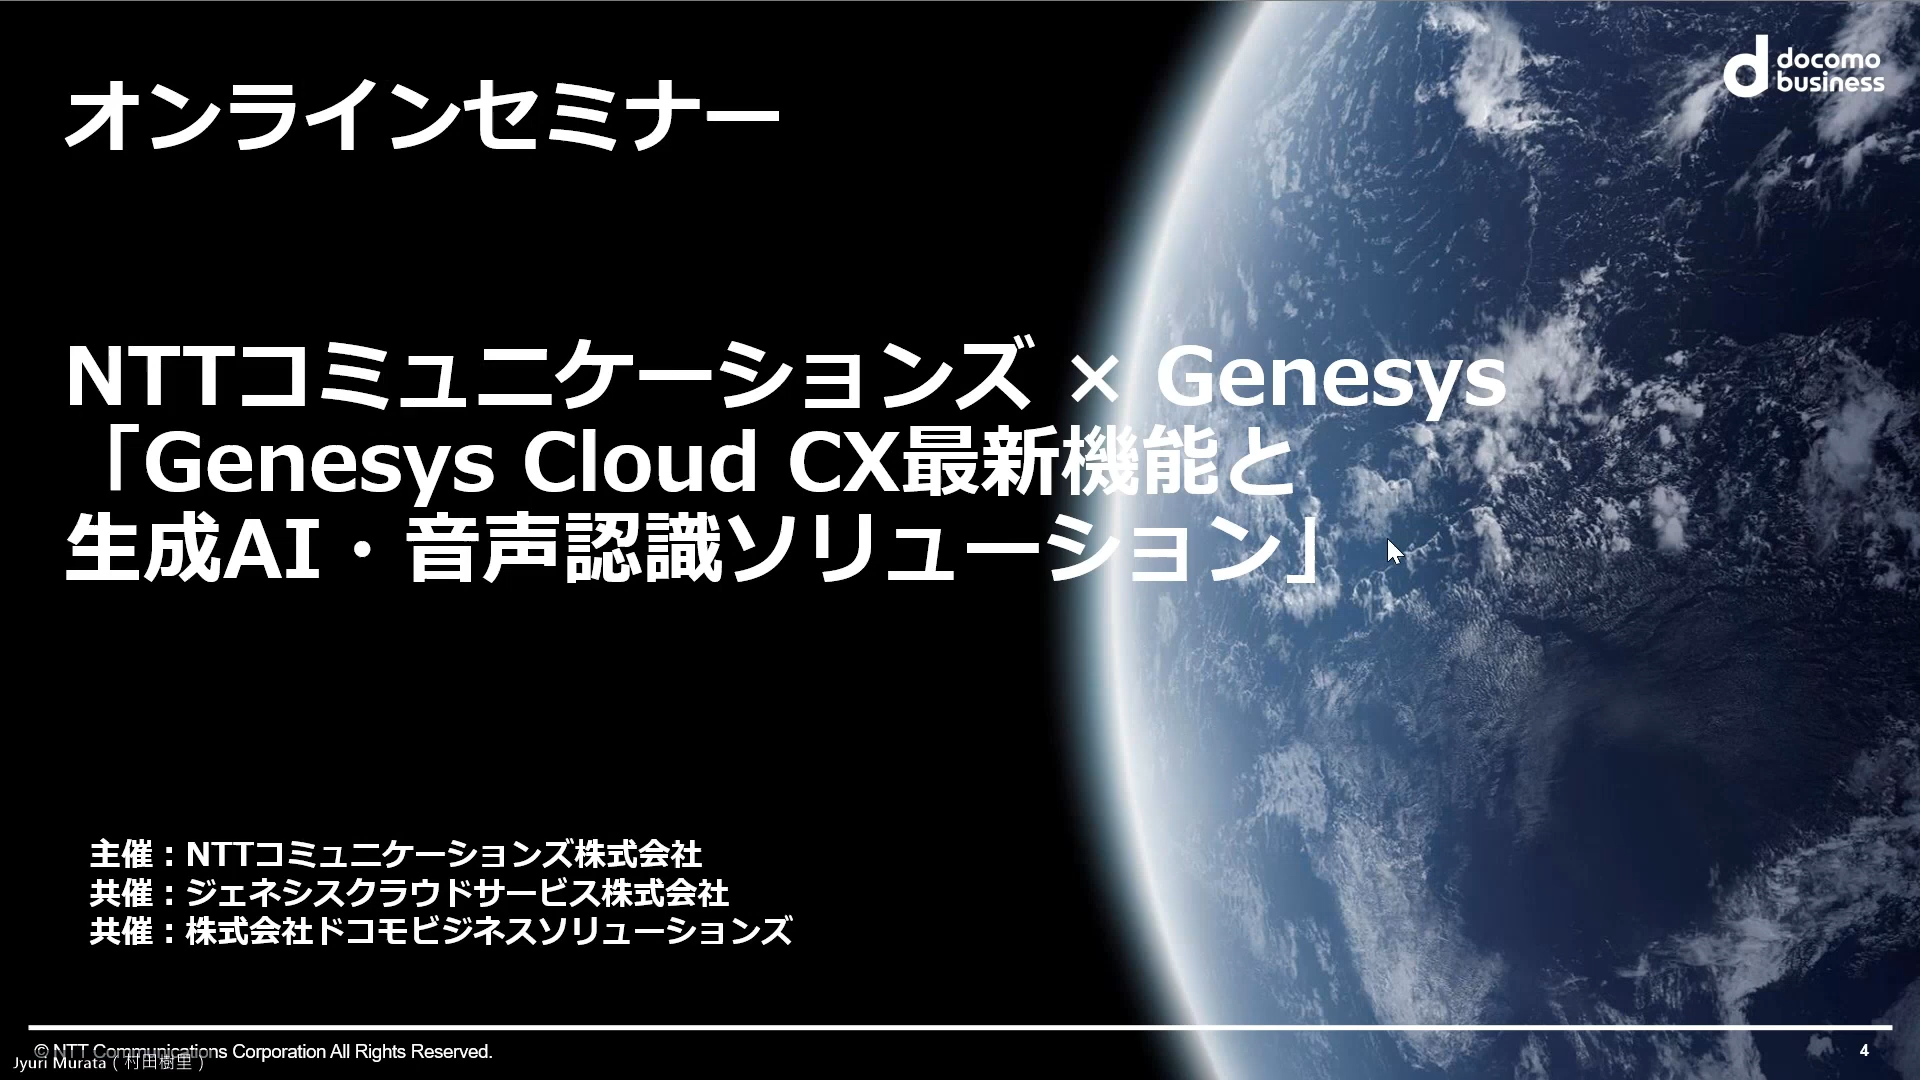 オンラインセミナー
docomo
business
NTTコミュニケーションズ × Genesys
「Genesys Cloud CX最新機能と
生成AI・音声認識ソリューション」
主催：NTTコミュニケーションズ株式会社
共催：ジェネシスクラウドサービス株式会社
共催：株式会社ドコモビジネスソリューションズ
© NTT Communications Corporation All Rights Reserved.
4
Jyuri Murata ( 村田樹里 )